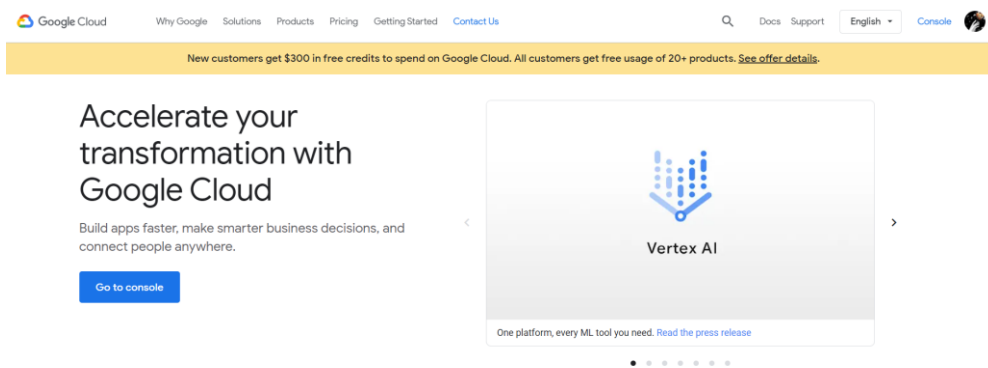 Google Cloud Why Google Solutions Products Pricing Getting Started Contact Us Docs Support English Console
New customers get $300 in free credits to spend on Google Cloud. All customers get free usage of 20+ products. See offer details.
Accelerate your
transformation with
Google Cloud
Build apps faster, make smarter business decisions, and
connect people anywhere.
Go to console
Vertex AI
One platform, every ML tool you need. Read the press release